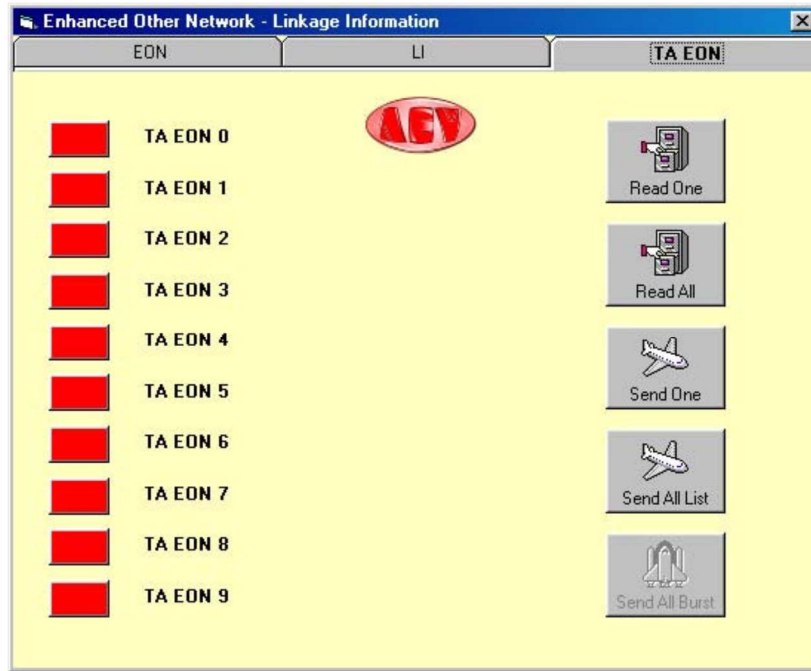 Enhanced Other Network - Linkage Information
EON
LI
TA EON
AEV
TA EON 0
TA EON 1
TA EON 2
TA EON 3
TA EON 4
TA EON 5
TA EON 6
TA EON 7
TA EON 8
TA EON 9
Read One
Read All
Send One
Send All List
Send All Burst